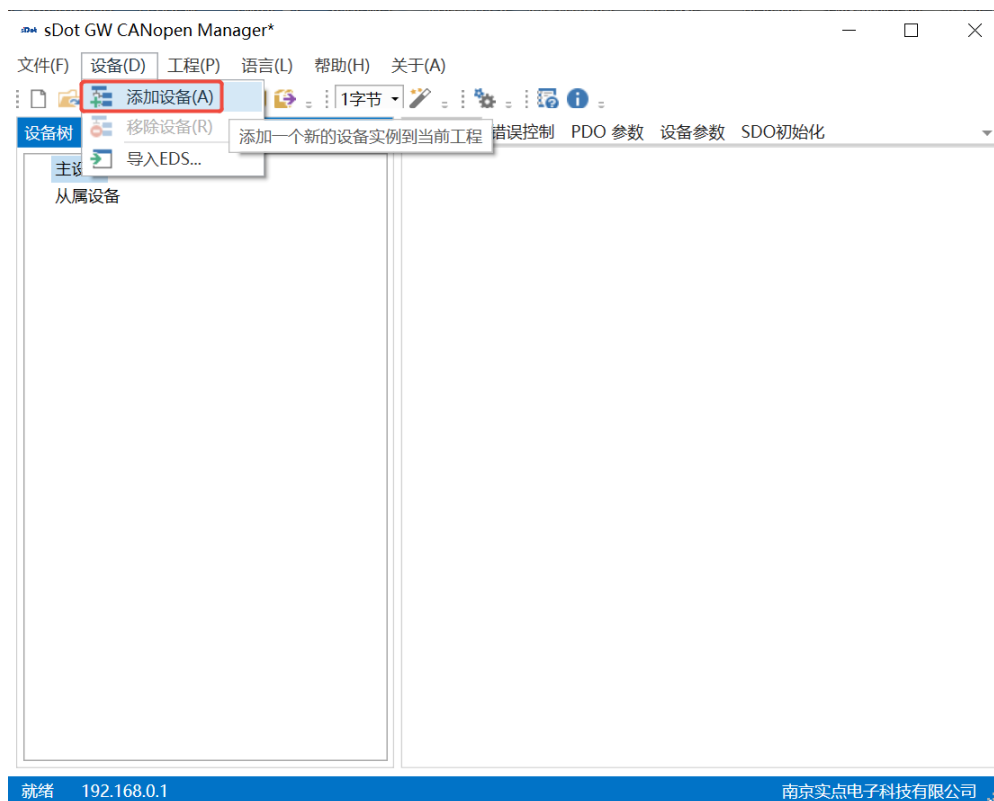 sDot sDot GW CANopen Manager*
文件(F) 设备(D) 工程(P) 语言(L) 帮助(H) 关于(A)
添加设备(A) 1字节
设备树 移除设备(R) 错误控制 PDO 参数 设备参数 SDO初始化
添加一个新的设备实例到当前工程
导入EDS...
从属设备
就绪 192.168.0.1 南京实点电子科技有限公司